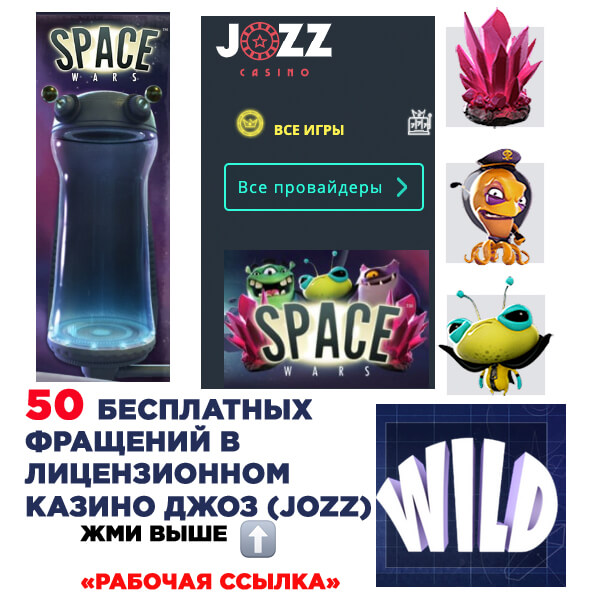 SPACE
WARS
JOZZ
CASINO
ВСЕ ИГРЫ
Все провайдеры
SPACE™
WARS
50 БЕСПЛАТНЫХ
ФРАЩЕНИЙ В
ЛИЦЕНЗИОННОМ
КАЗИНО ДЖОЗ (JOZZ)
ЖМИ ВЫШЕ
«РАБОЧАЯ ССЫЛКА»
WILD